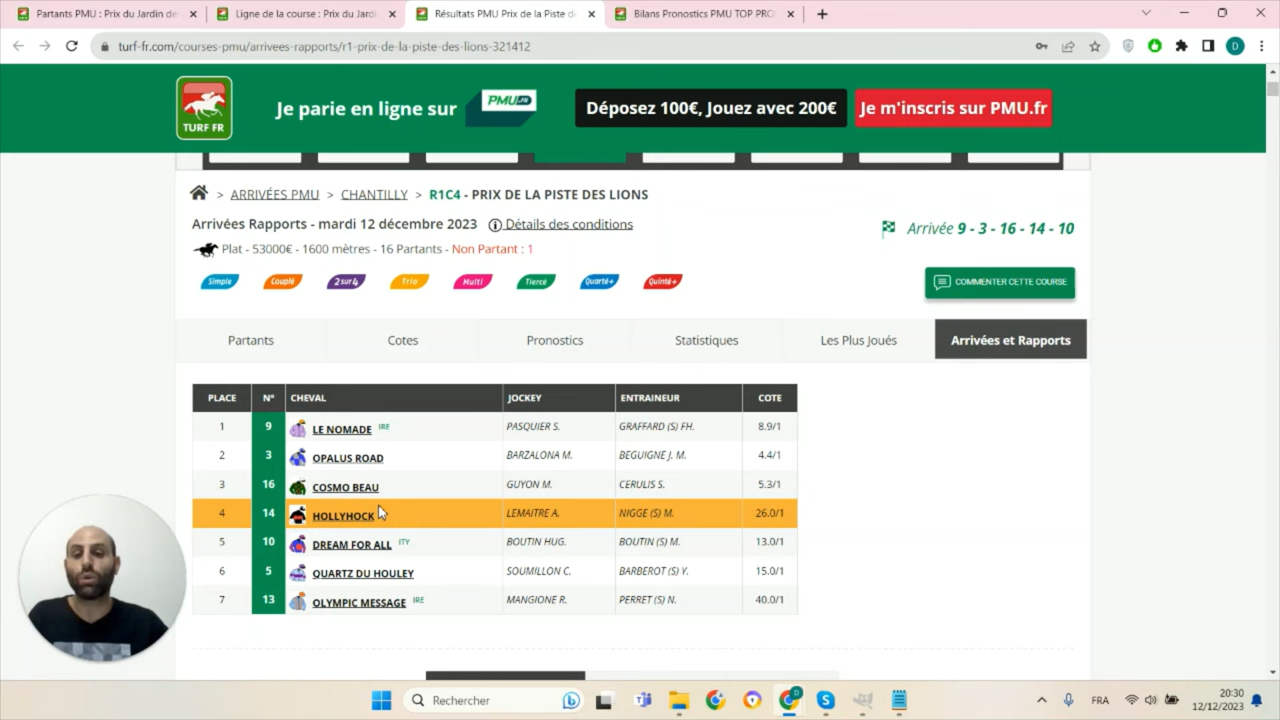 Partants PMU : Prix du Jardin de
Ligne de la course : Prix du Jardi
Résultats PMU Prix de la Piste de
Bilans Pronostics PMU TOP PRO
turf-fr.com/courses-pmu/arrivees-rapports/r1-prix-de-la-piste-des-lions-321412
D
TURF FR
Je parie en ligne sur
PMU.FR
Déposez 100€, Jouez avec 200€
Je m'inscris sur PMU.fr
> ARRIVÉES PMU > CHANTILLY > R1C4 - PRIX DE LA PISTE DES LIONS
Arrivées Rapports - mardi 12 décembre 2023 Détails des conditions
Arrivée 9 - 3 - 16 - 14 - 10
Plat - 53000€ - 1600 mètres - 16 Partants - Non Partant : 1
Simple Couplé 2sur4 Trio Multi Tiercé Quarté+ Quinté+
COMMENTER CETTE COURSE
Partants Cotes Pronostics Statistiques Les Plus Joués Arrivées et Rapports
PLACE N° CHEVAL JOCKEY ENTRAINEUR COTE
1 9 LE NOMADE IRE PASQUIER S. GRAFFARD (S) FH. 8.9/1
2 3 OPALUS ROAD BARZALONA M. BEGUIGNE J. M. 4.4/1
3 16 COSMO BEAU GUYON M. CERULIS S. 5.3/1
4 14 HOLLYHOCK LEMAITRE A. NIGGE (S) M. 26.0/1
5 10 DREAM FOR ALL ITY BOUTIN HUG. BOUTIN (S) M. 13.0/1
6 5 QUARTZ DU HOULEY SOUMILLON C. BARBEROT (S) Y. 15.0/1
7 13 OLYMPIC MESSAGE IRE MANGIONE R. PERRET (S) N. 40.0/1
Rechercher
FRA
20:30
12/12/2023